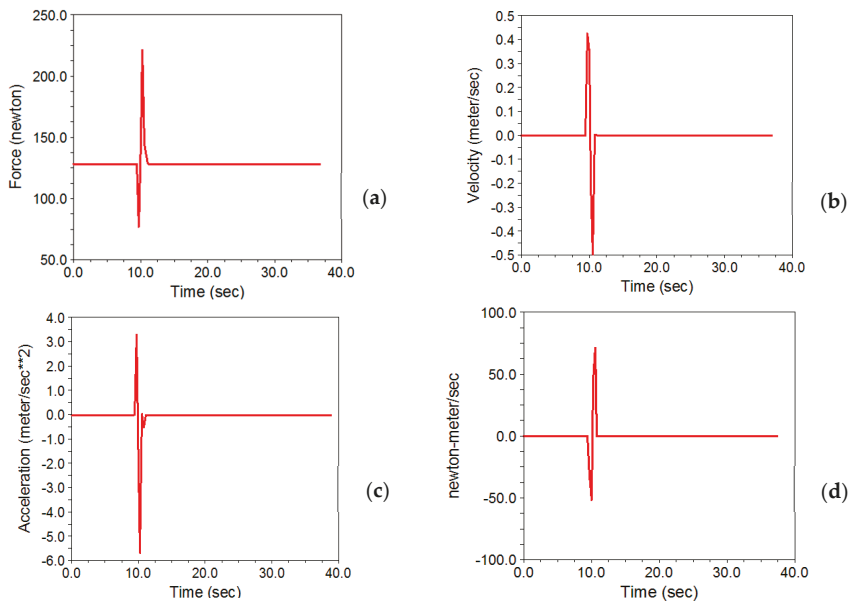 250.0
200.0
150.0
100.0
50.0
Force (newton)
0.0 10.0 20.0 30.0 40.0
Time (sec)
(a)
0.5
0.4
0.3
0.2
0.1
0.0
-0.1
-0.2
-0.3
-0.4
-0.5
Velocity (meter/sec)
0.0 10.0 20.0 30.0 40.0
Time (sec)
(b)
4.0
3.0
2.0
1.0
0.0
-1.0
-2.0
-3.0
-4.0
-5.0
-6.0
Acceleration (meter/sec**2)
0.0 10.0 20.0 30.0 40.0
Time (sec)
(c)
100.0
50.0
0.0
-50.0
-100.0
newton-meter/sec
0.0 10.0 20.0 30.0 40.0
Time (sec)
(d)